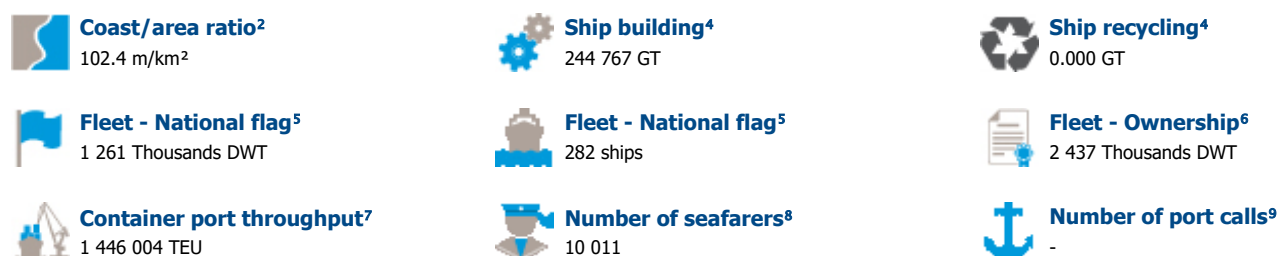 Coast/area ratio²
102.4 m/km²
Ship building⁴
244 767 GT
Ship recycling⁴
0.000 GT
Fleet - National flag⁵
1 261 Thousands DWT
Fleet - National flag⁵
282 ships
Fleet - Ownership⁶
2 437 Thousands DWT
Container port throughput⁷
1 446 004 TEU
Number of seafarers⁸
10 011
Number of port calls⁹
-